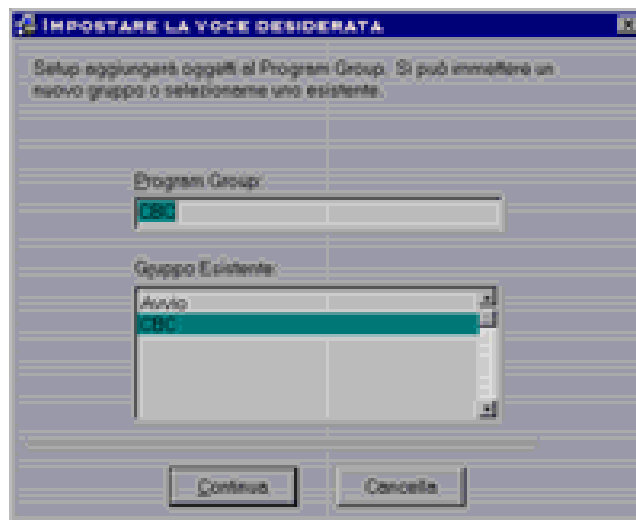 IMPOSTARE LA VOCE DESIDERATA
Setup aggiungerà oggetti al Program Group. Si può immettere un
nuovo gruppo o selezionarne uno esistente.
Program Group:
CBC
Gruppo Esistente:
Avvio
CBC
Continua
Cancella